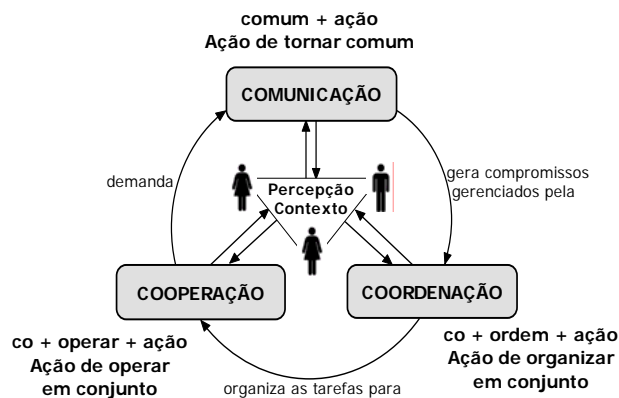 comum + ação
Ação de tornar comum
COMUNICAÇÃO
demanda
gera compromissos
gerenciados pela
Percepção
Contexto
COOPERAÇÃO
COORDENAÇÃO
co + operar + ação
Ação de operar
em conjunto
co + ordem + ação
Ação de organizar
em conjunto
organiza as tarefas para